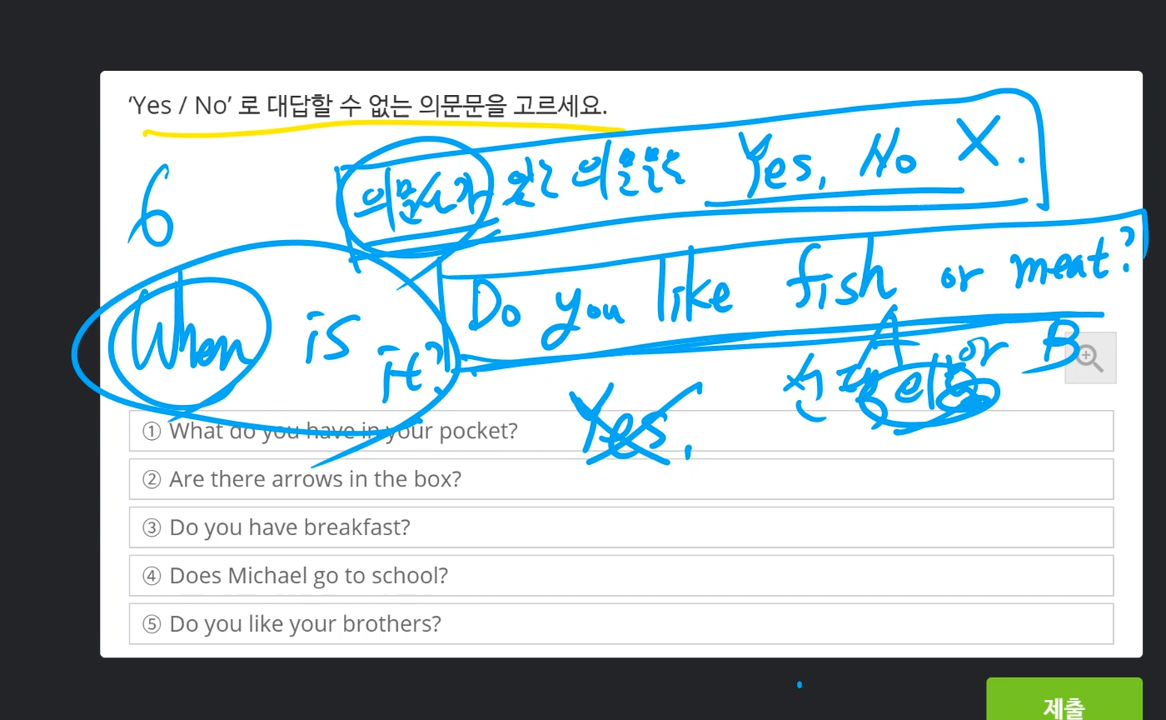 ‘Yes / No’ 로 대답할 수 없는 의문문을 고르세요.
6
의문사가 있는 의문문은 Yes, No X.
When is it?
Do you like fish or meat?
A or B
선택의문문
Yes.
① What do you have in your pocket?
② Are there arrows in the box?
③ Do you have breakfast?
④ Does Michael go to school?
⑤ Do you like your brothers?
제출